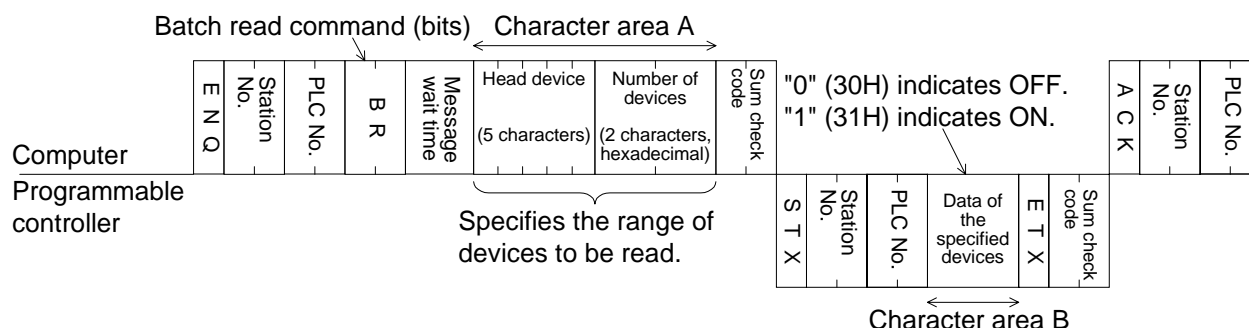 Batch read command (bits)
Character area A
E N Q
Station
No.
PLC No.
B R
Message
wait time
Head device
(5 characters)
Number of
devices
(2 characters,
hexadecimal)
Sum check
code
"0" (30H) indicates OFF.
"1" (31H) indicates ON.
A C K
Station
No.
PLC No.
Computer
Programmable
controller
Specifies the range of
devices to be read.
S T X
Station
No.
PLC No.
Data of
the
specified
devices
E T X
Sum check
code
Character area B